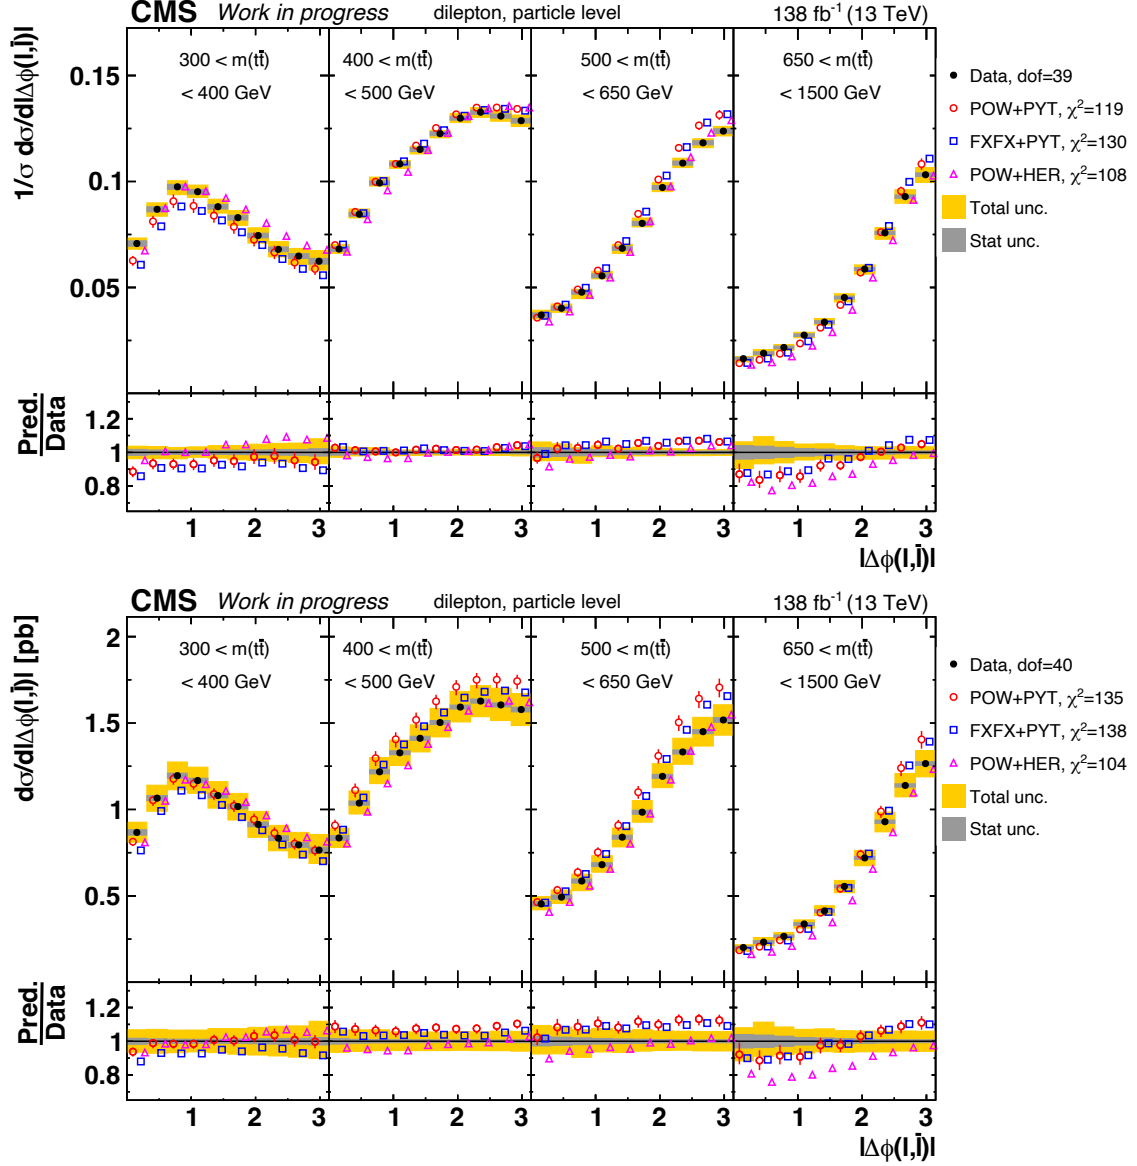 CMS Work in progress dilepton, particle level 138 fb⁻¹ (13 TeV)
1/σ dσ/d|Δϕ(l,l̄)|
300 < m(tt̄) < 400 GeV
400 < m(tt̄) < 500 GeV
500 < m(tt̄) < 650 GeV
650 < m(tt̄) < 1500 GeV
0.15
0.1
0.05
Data, dof=39
POW+PYT, χ²=119
FXFX+PYT, χ²=130
POW+HER, χ²=108
Total unc.
Stat unc.
Pred.
Data
1.2
1
0.8
1 2 3 1 2 3 1 2 3 1 2 3
|Δϕ(l,l̄)|
CMS Work in progress dilepton, particle level 138 fb⁻¹ (13 TeV)
dσ/d|Δϕ(l,l̄)| [pb]
300 < m(tt̄) < 400 GeV
400 < m(tt̄) < 500 GeV
500 < m(tt̄) < 650 GeV
650 < m(tt̄) < 1500 GeV
2
1.5
1
0.5
Data, dof=40
POW+PYT, χ²=135
FXFX+PYT, χ²=138
POW+HER, χ²=104
Total unc.
Stat unc.
Pred.
Data
1.2
1
0.8
1 2 3 1 2 3 1 2 3 1 2 3
|Δϕ(l,l̄)|